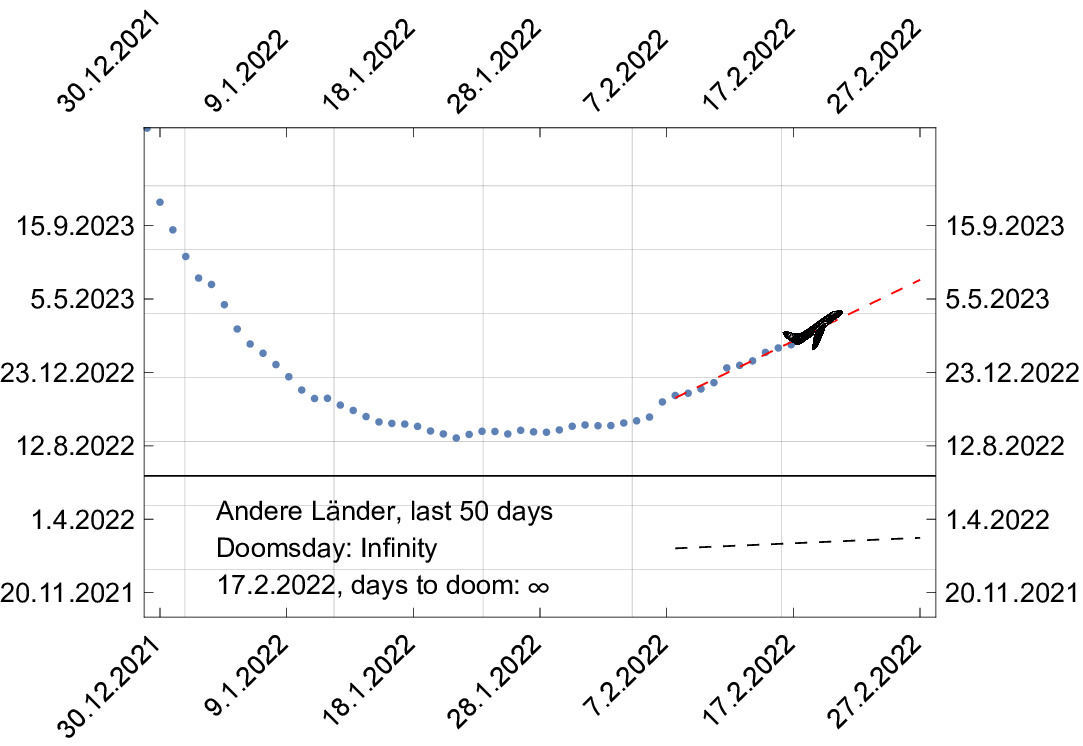 30.12.2021 9.1.2022 18.1.2022 28.1.2022 7.2.2022 17.2.2022 27.2.2022
15.9.2023 15.9.2023
5.5.2023 5.5.2023
23.12.2022 23.12.2022
12.8.2022 12.8.2022
Andere Länder, last 50 days
1.4.2022 1.4.2022
Doomsday: Infinity
17.2.2022, days to doom: ∞
20.11.2021 20.11.2021
30.12.2021 9.1.2022 18.1.2022 28.1.2022 7.2.2022 17.2.2022 27.2.2022